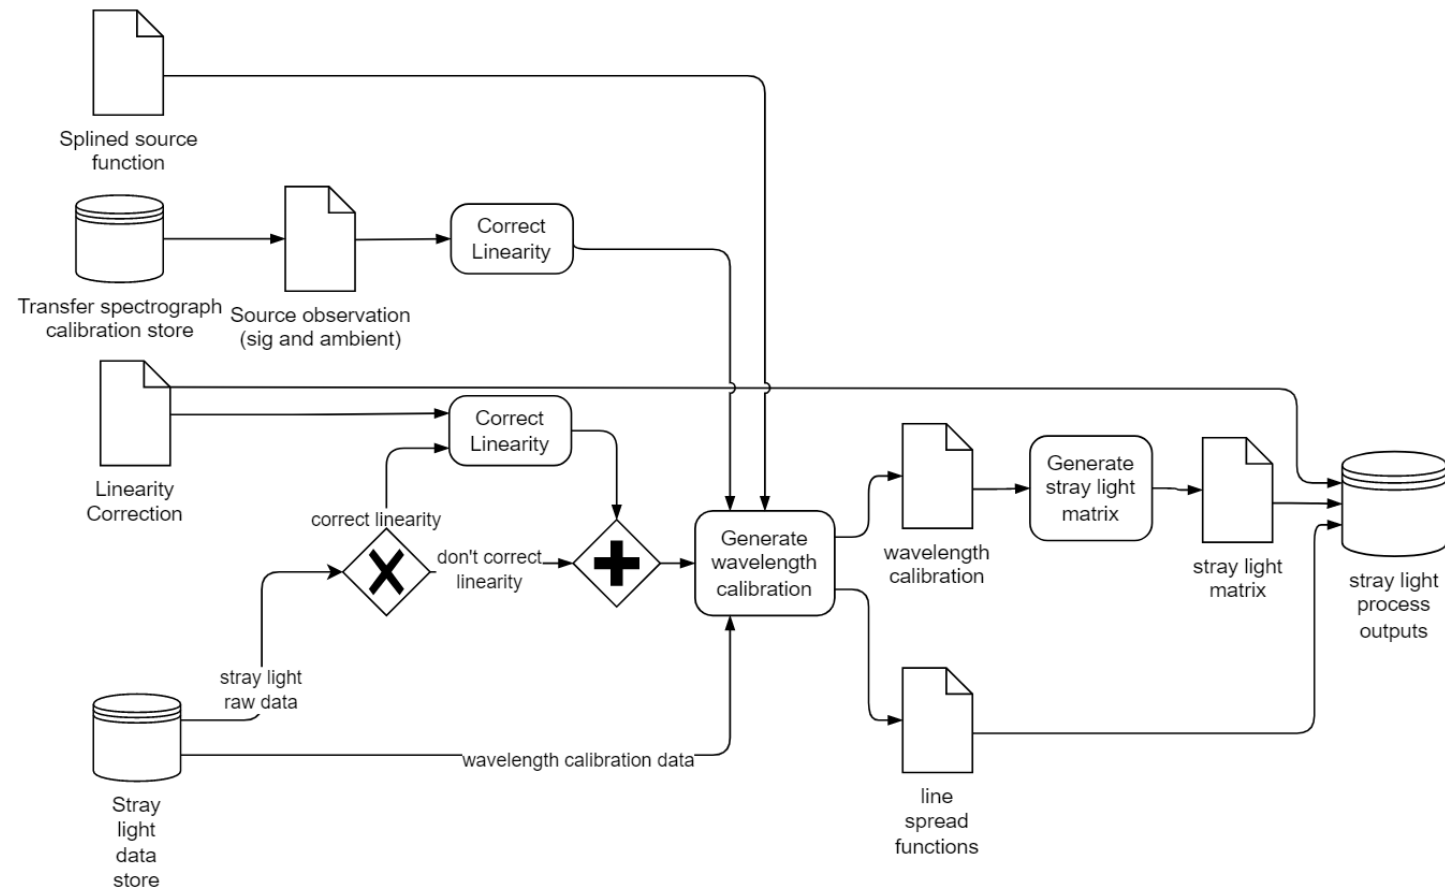 Splined source
function
Transfer spectrograph
calibration store
Source observation
(sig and ambient)
Correct
Linearity
Linearity
Correction
Correct
Linearity
correct linearity
don't correct
linearity
stray light
raw data
wavelength calibration data
Stray
light
data
store
Generate
wavelength
calibration
wavelength
calibration
Generate
stray light
matrix
stray light
matrix
line
spread
functions
stray light
process
outputs